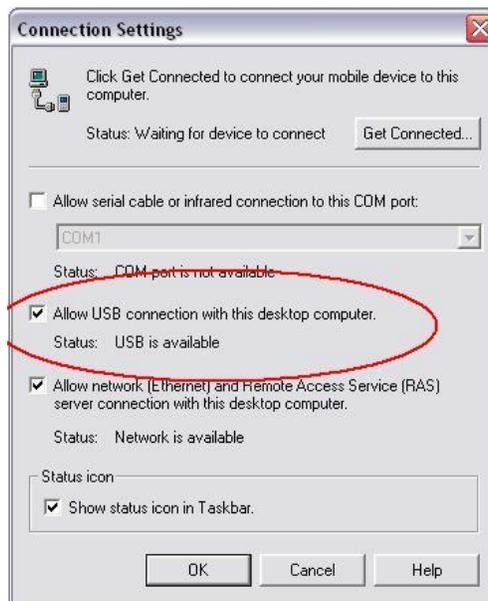 Connection Settings
Click Get Connected to connect your mobile device to this
computer.
Status: Waiting for device to connect
Get Connected...
Allow serial cable or infrared connection to this COM port:
COM1
Status: COM port is not available
Allow USB connection with this desktop computer.
Status: USB is available
Allow network (Ethernet) and Remote Access Service (RAS)
server connection with this desktop computer.
Status: Network is available
Status icon
Show status icon in Taskbar.
OK
Cancel
Help